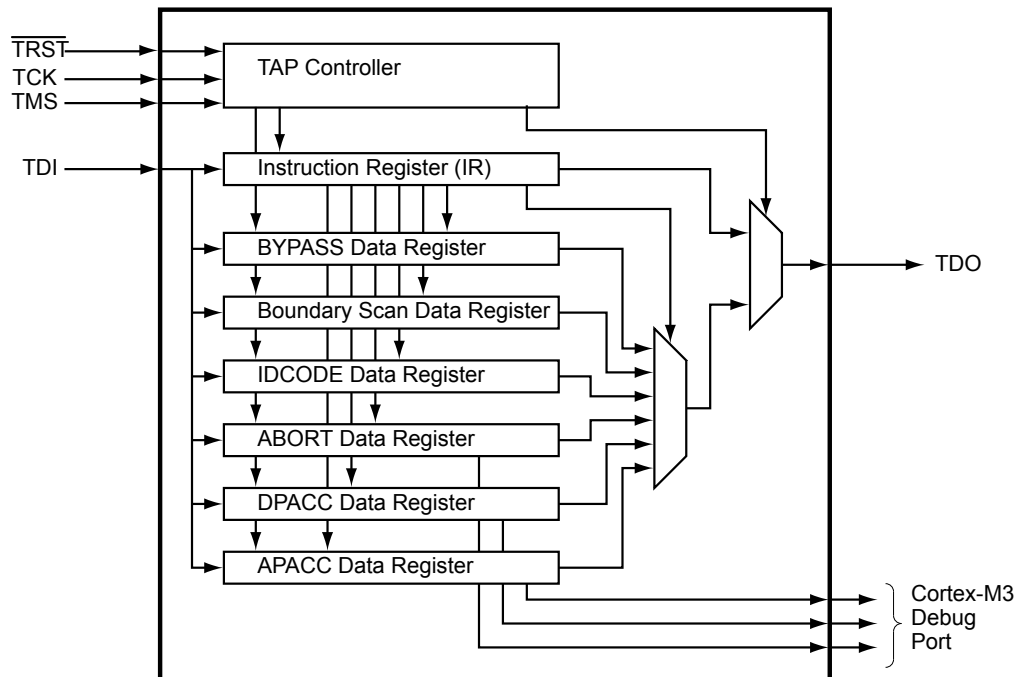 TRST
TCK
TMS
TDI
TAP Controller
Instruction Register (IR)
BYPASS Data Register
Boundary Scan Data Register
IDCODE Data Register
ABORT Data Register
DPACC Data Register
APACC Data Register
TDO
Cortex-M3
Debug
Port